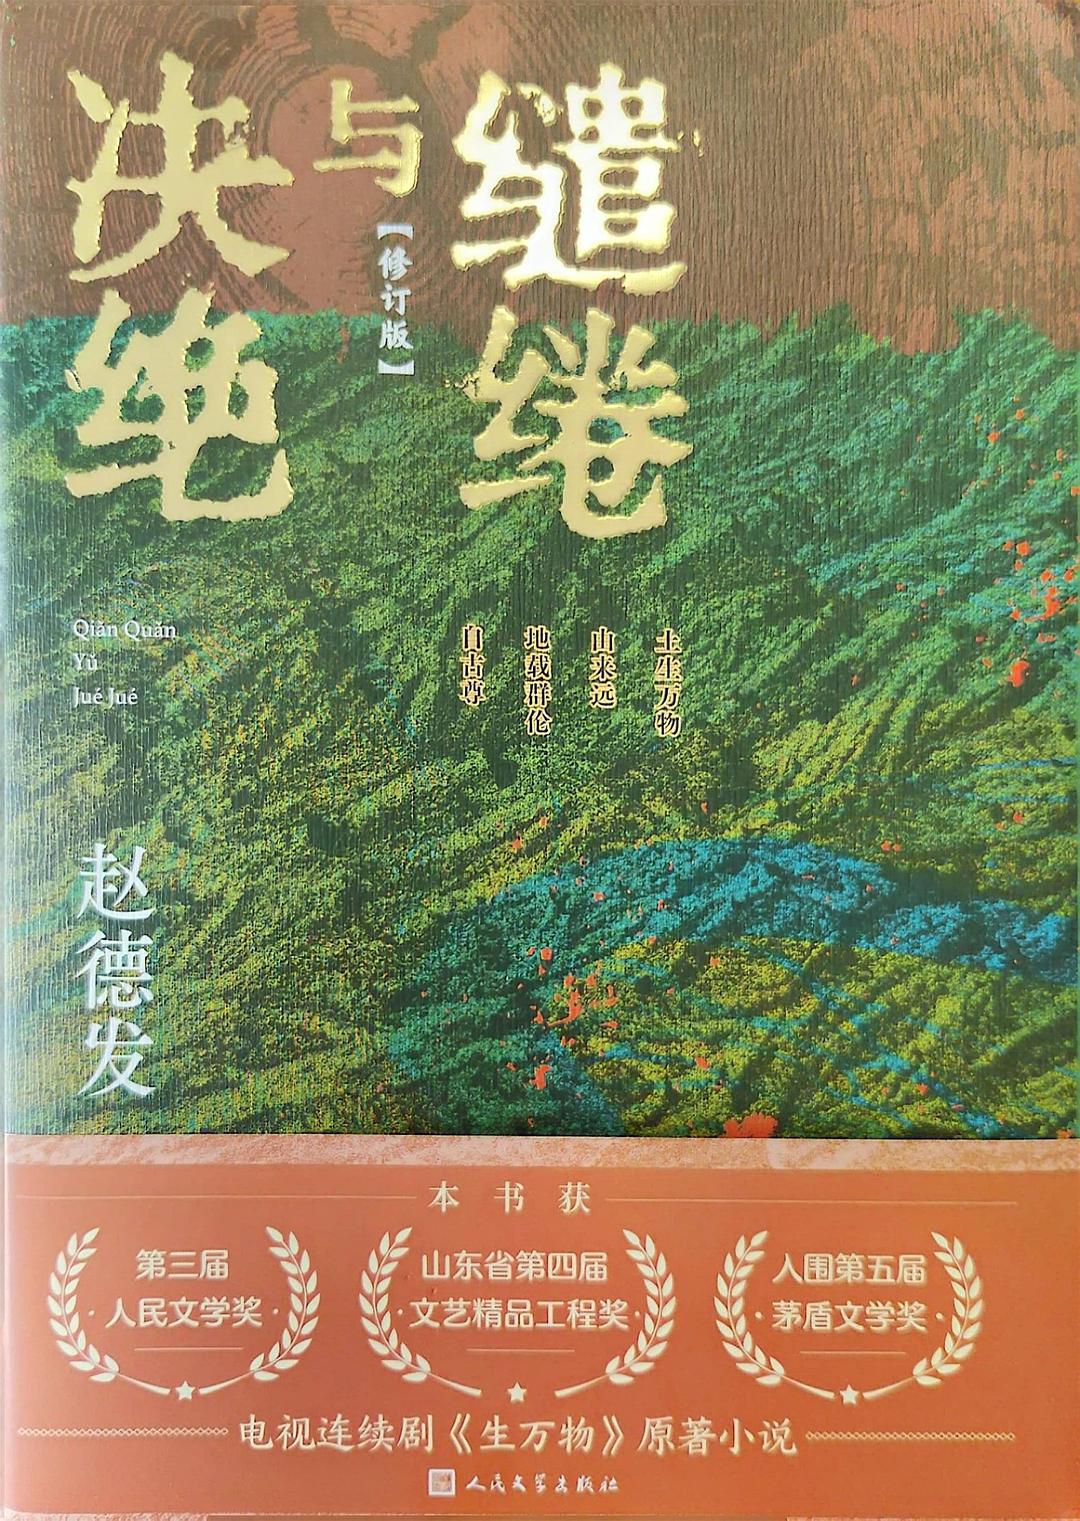 缱绻
与
决绝
【修订版】
Qiǎn Quǎn
Yǔ
Jué Jué
土生万物
由来远
地载群伦
自古尊
赵德发
本书获
第三届
·人民文学奖·
山东省第四届
·文艺精品工程奖·
入围第五届
·茅盾文学奖·
电视连续剧《生万物》原著小说
人民文学出版社